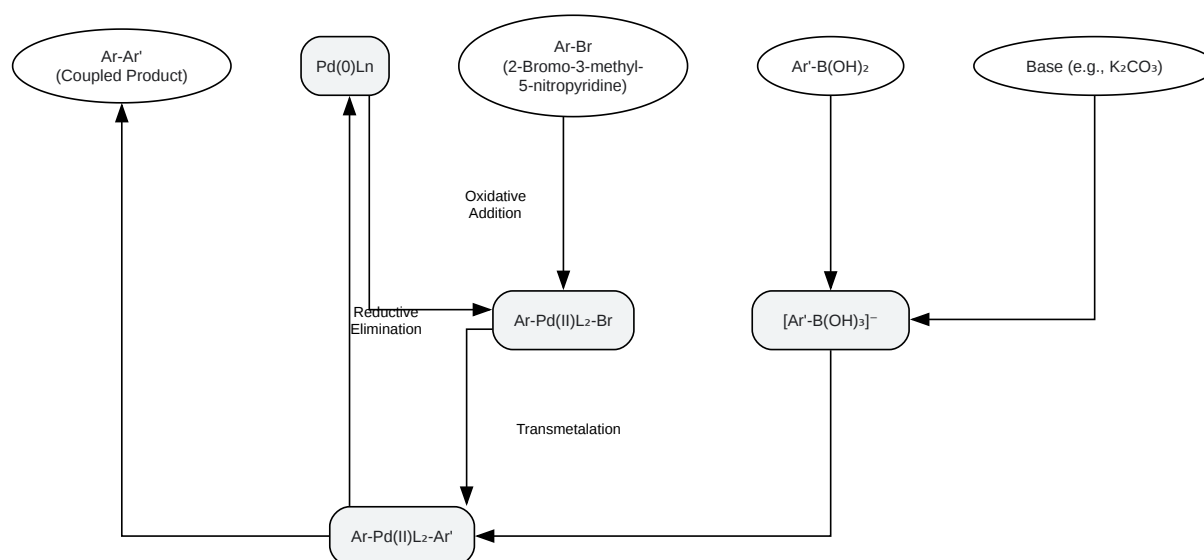 Ar-Ar'
(Coupled Product)
Pd(0)Ln
Ar-Br
(2-Bromo-3-methyl-
5-nitropyridine)
Ar'-B(OH)₂
Base (e.g., K₂CO₃)
Oxidative
Addition
Reductive
Elimination
Ar-Pd(II)L₂-Br
[Ar'-B(OH)₃]⁻
Transmetalation
Ar-Pd(II)L₂-Ar'